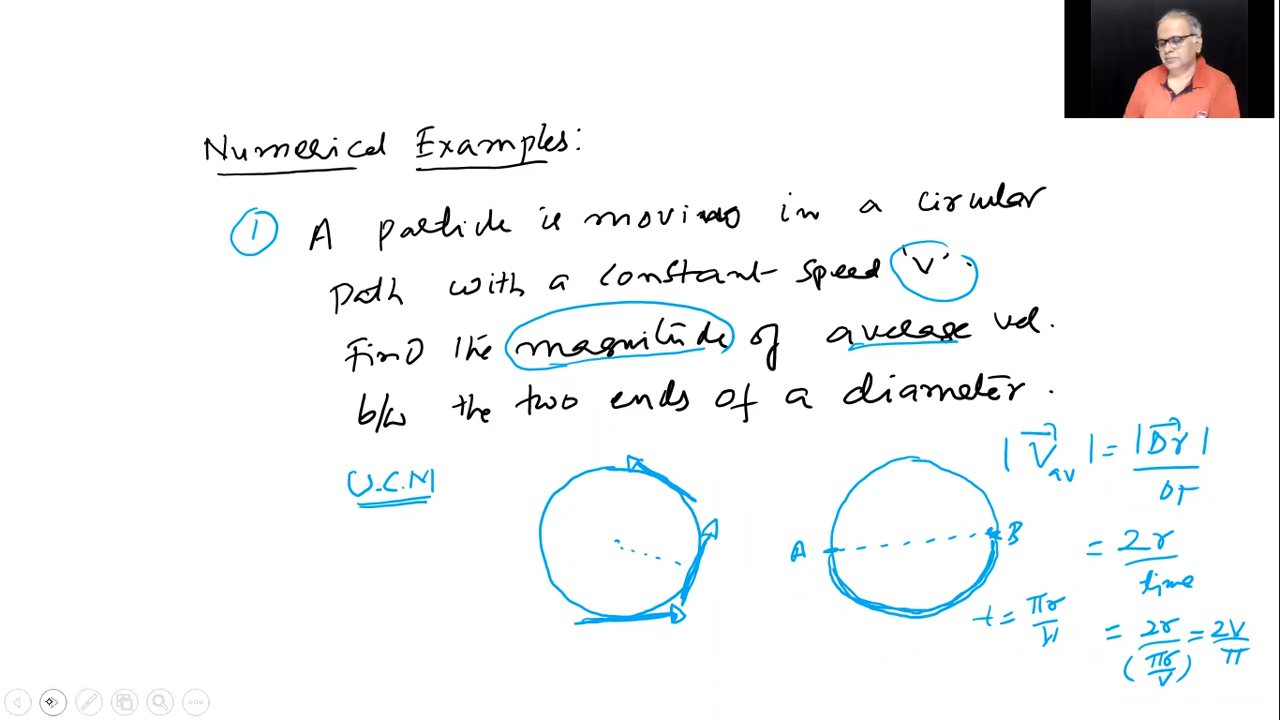 Numerical Examples:
① A particle is moving in a circular
path with a constant speed 'v'.
Find the magnitude of average vel.
b/w the two ends of a diameter.
U.C.M
A
B
|V⃗av| = |Δr⃗| / Δt
= 2r / time
t = πr / v
= 2r / (πr / v) = 2v / π